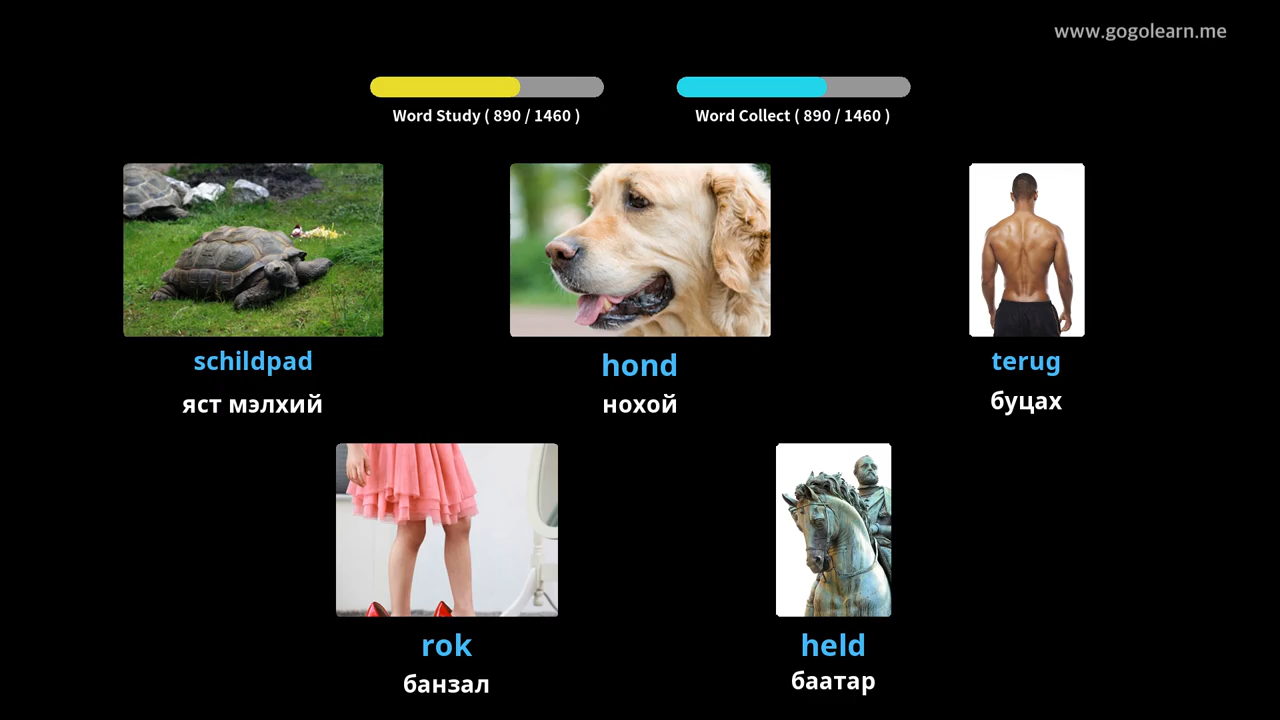 www.gogolearn.me
Word Study ( 890 / 1460 )
Word Collect ( 890 / 1460 )
schildpad
яст мэлхий
hond
нохой
terug
буцах
rok
банзал
held
баатар